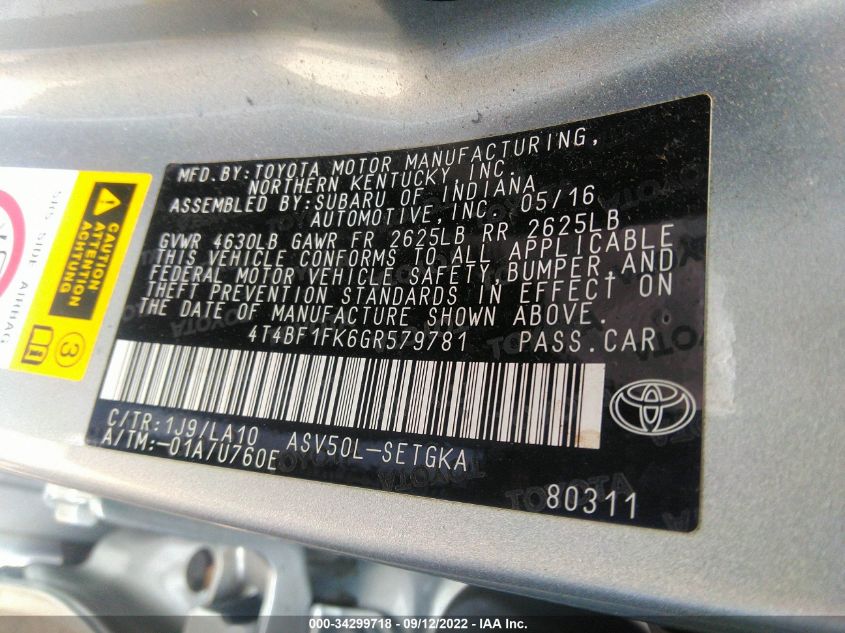 MFD.BY:TOYOTA MOTOR MANUFACTURING,
NORTHERN KENTUCKY, INC.
ASSEMBLED BY:SUBARU OF INDIANA
AUTOMOTIVE,INC. 05/16
GVWR 4630LB GAWR FR 2625LB RR 2625LB
THIS VEHICLE CONFORMS TO ALL APPLICABLE
FEDERAL MOTOR VEHICLE SAFETY,BUMPER,AND
THEFT PREVENTION STANDARDS IN EFFECT ON
THE DATE OF MANUFACTURE SHOWN ABOVE.
4T4BF1FK6GR579781 PASS.CAR
C/TR:1J9/LA10 ASV50L-SETGKA
A/TM:-01A/U760E
80311
CAUTION
ATTENTION
ACHTUNG
SRS SIDE AIRBAG
3
000-34299718 - 09/12/2022 - IAA Inc.